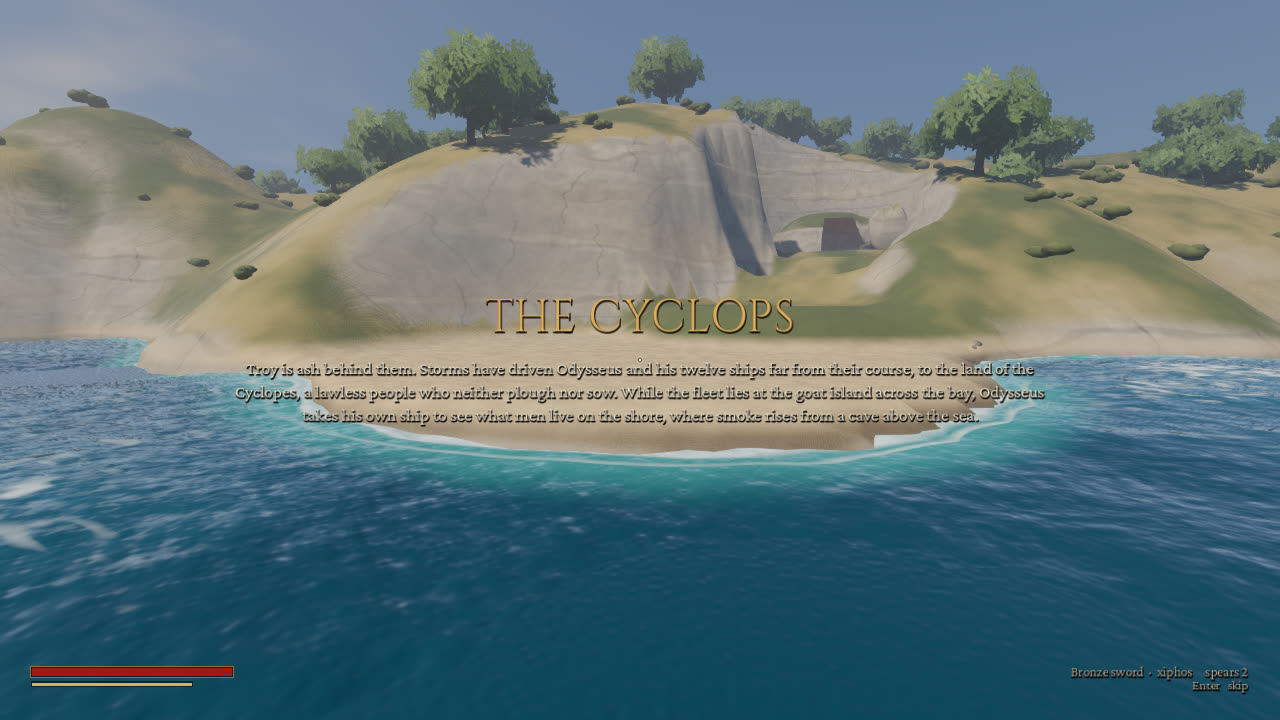 THE CYCLOPS
Troy is ash behind them. Storms have driven Odysseus and his twelve ships far from their course, to the land of the
Cyclopes, a lawless people who neither plough nor sow. While the fleet lies at the goat island across the bay, Odysseus
takes his own ship to see what men live on the shore, where smoke rises from a cave above the sea.
Bronze sword · xiphos spears 2
Enter skip